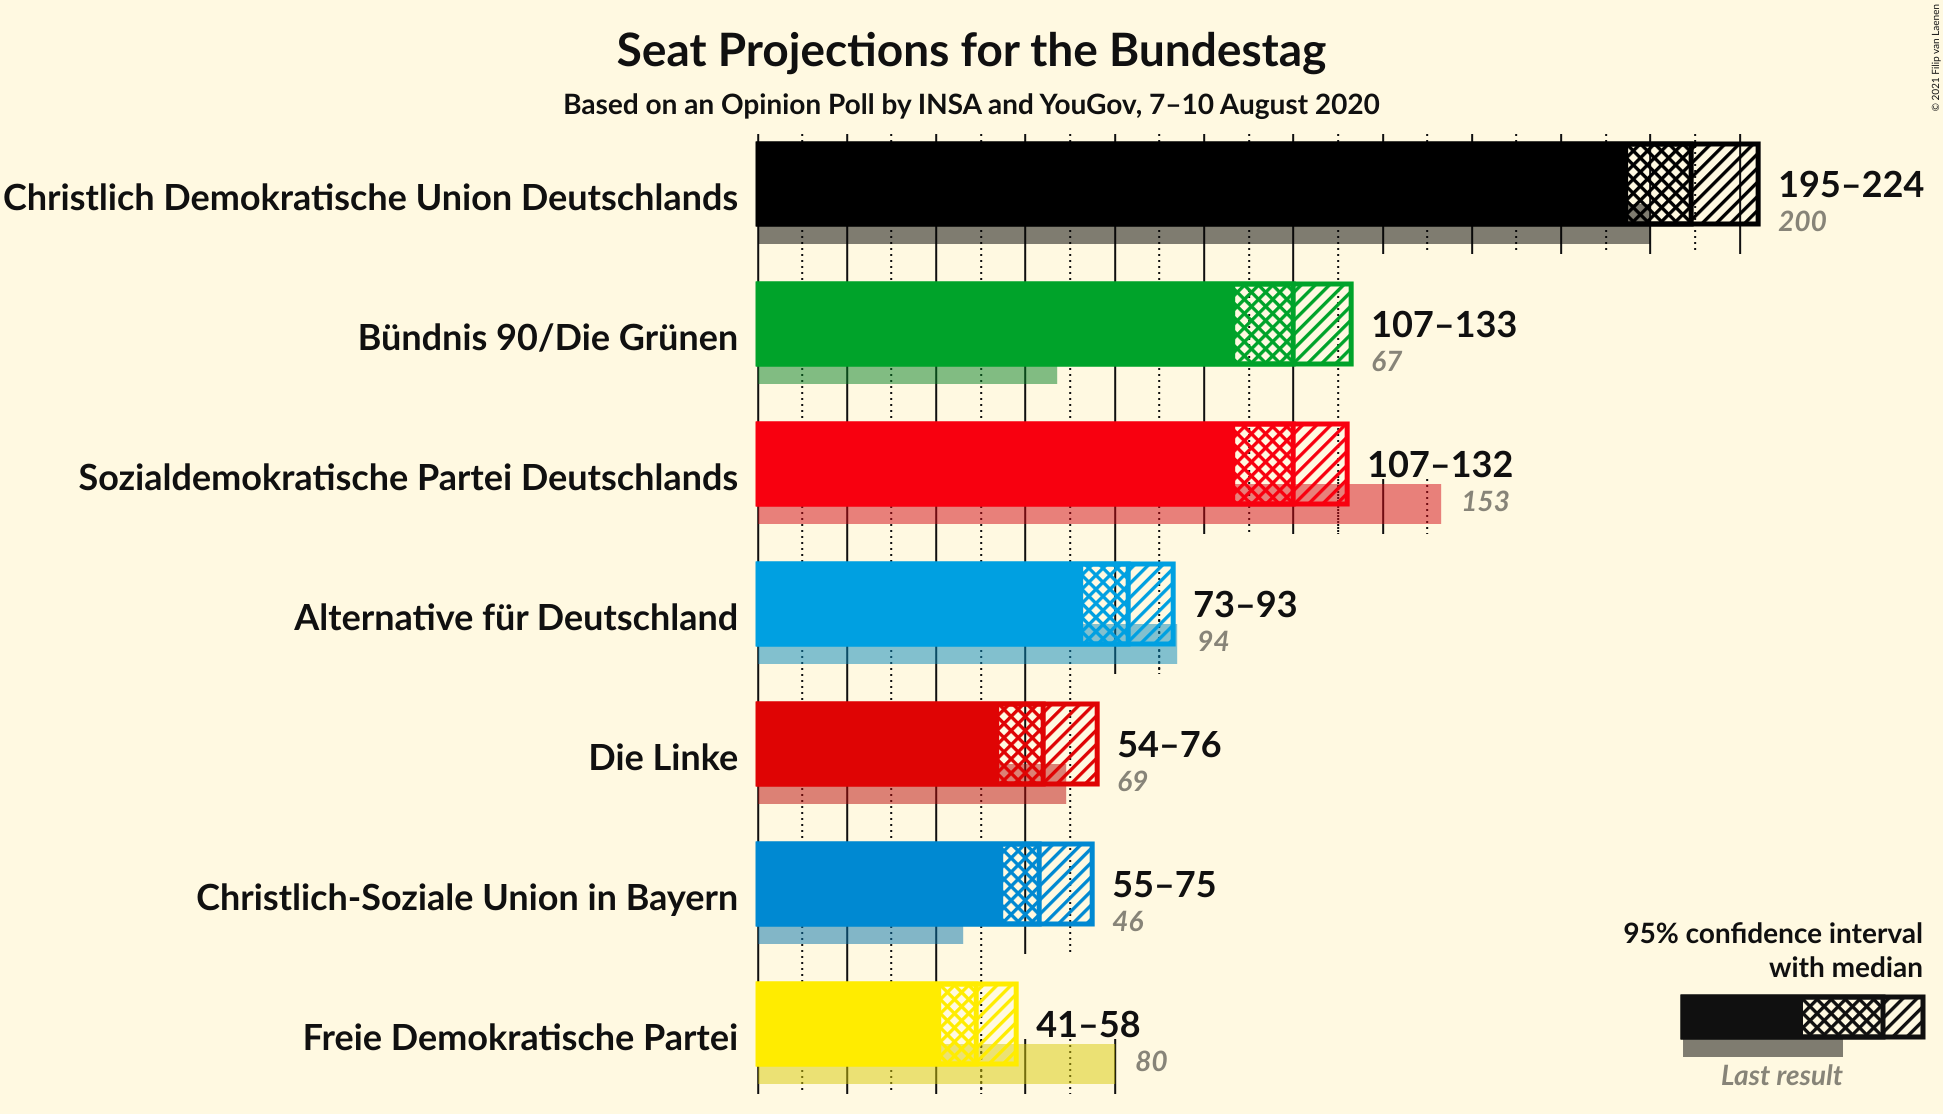 Seat Projections for the Bundestag
Based on an Opinion Poll by INSA and YouGov, 7–10 August 2020
© 2021 Filip van Laenen
Christlich Demokratische Union Deutschlands
195–224
200
Bündnis 90/Die Grünen
107–133
67
Sozialdemokratische Partei Deutschlands
107–132
153
Alternative für Deutschland
73–93
94
Die Linke
54–76
69
Christlich-Soziale Union in Bayern
55–75
46
Freie Demokratische Partei
41–58
80
95% confidence interval
with median
Last result